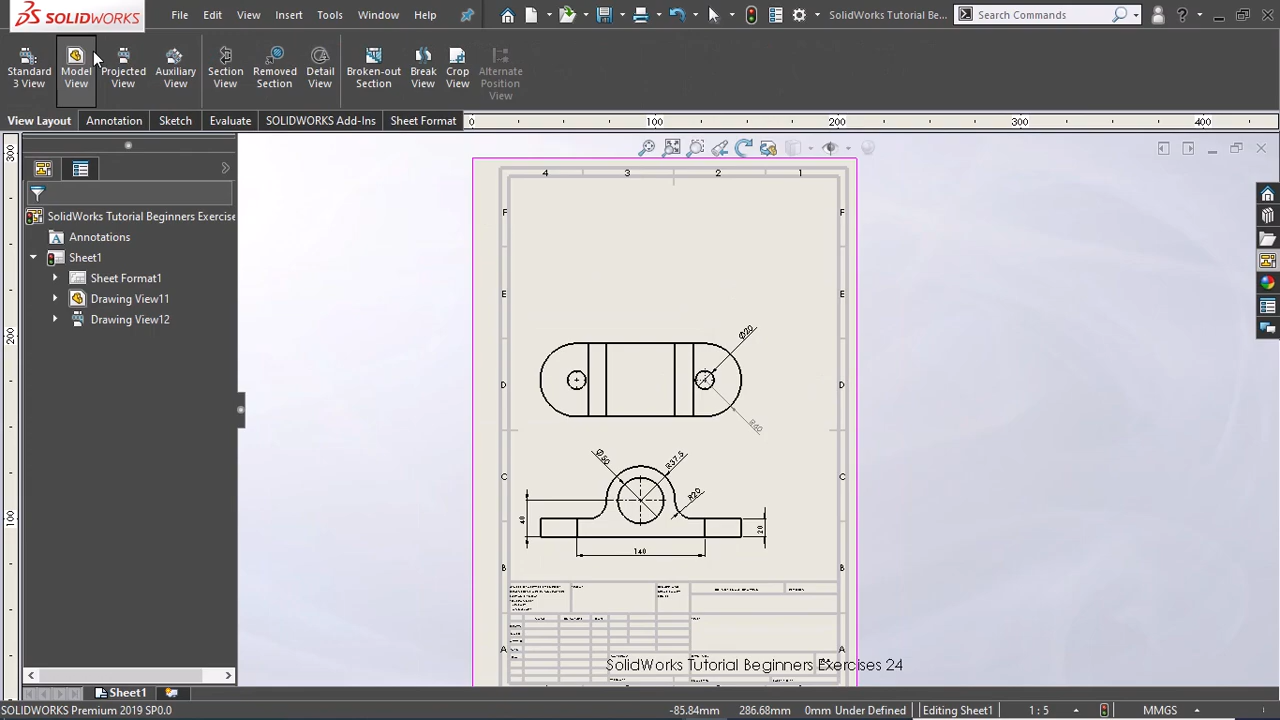 SOLIDWORKS File Edit View Insert Tools Window Help SolidWorks Tutorial Be... Search Commands
Standard 3 View
Model View
Projected View
Auxiliary View
Section View
Removed Section
Detail View
Broken-out Section
Break View
Crop View
Alternate Position View
View Layout Annotation Sketch Evaluate SOLIDWORKS Add-Ins Sheet Format
0 100 200 300 400
300
200
100
SolidWorks Tutorial Beginners Exercise
Annotations
Sheet1
Sheet Format1
Drawing View11
Drawing View12
4 3 2 1
F F
E E
D D
C C
B B
A A
Ø20
R60
Ø50
R37.5
R20
40
20
140
SolidWorks Tutorial Beginners Exercises 24
Sheet1
SOLIDWORKS Premium 2019 SP0.0 -85.84mm 286.68mm 0mm Under Defined Editing Sheet1 1 : 5 MMGS